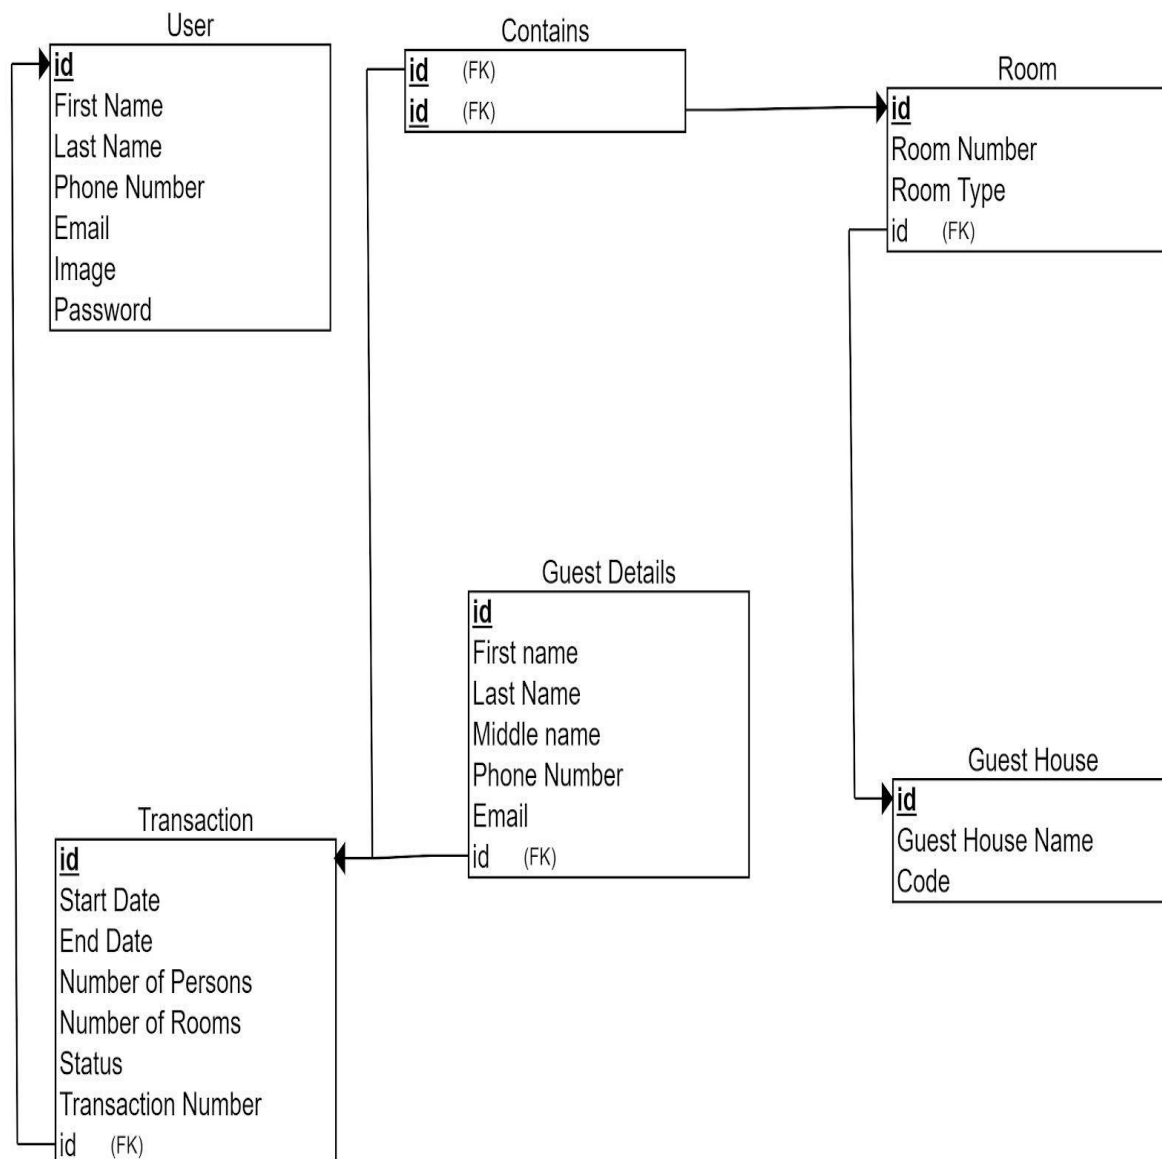 User
id
First Name
Last Name
Phone Number
Email
Image
Password
Contains
id (FK)
id (FK)
Room
id
Room Number
Room Type
id (FK)
Guest Details
id
First name
Last Name
Middle name
Phone Number
Email
id (FK)
Guest House
id
Guest House Name
Code
Transaction
id
Start Date
End Date
Number of Persons
Number of Rooms
Status
Transaction Number
id (FK)